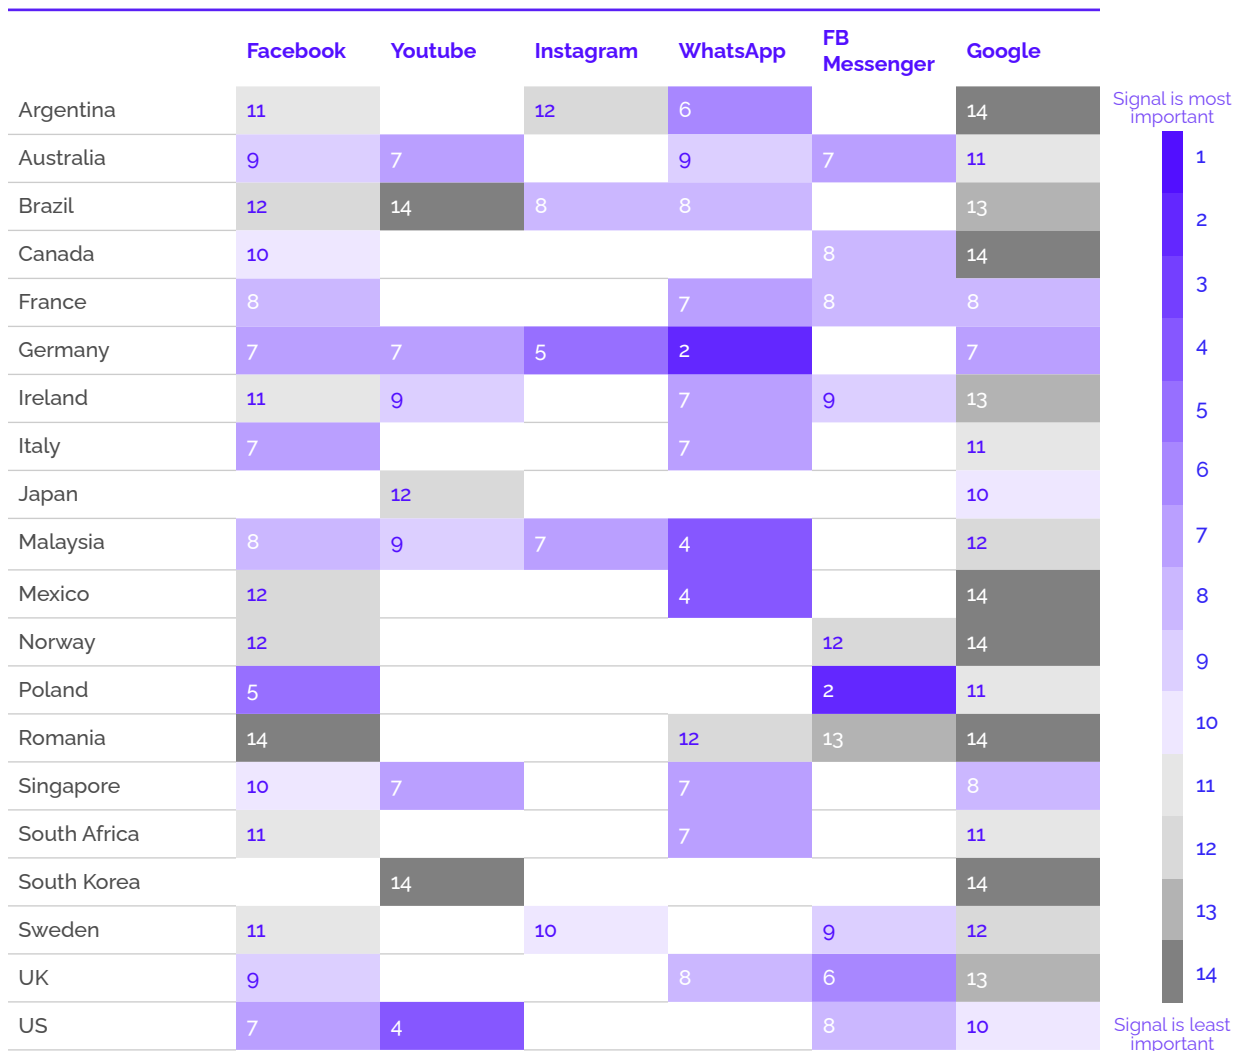 Facebook Youtube Instagram WhatsApp FB Messenger Google
Argentina 11 12 6 14
Australia 9 7 9 7 11
Brazil 12 14 8 8 13
Canada 10 8 14
France 8 7 8 8
Germany 7 7 5 2 7
Ireland 11 9 7 9 13
Italy 7 7 11
Japan 12 10
Malaysia 8 9 7 4 12
Mexico 12 4 14
Norway 12 12 14
Poland 5 2 11
Romania 14 12 13 14
Singapore 10 7 7 8
South Africa 11 7 11
South Korea 14 14
Sweden 11 10 9 12
UK 9 8 6 13
US 7 4 8 10
Signal is most
important
1
2
3
4
5
6
7
8
9
10
11
12
13
14
Signal is least
important